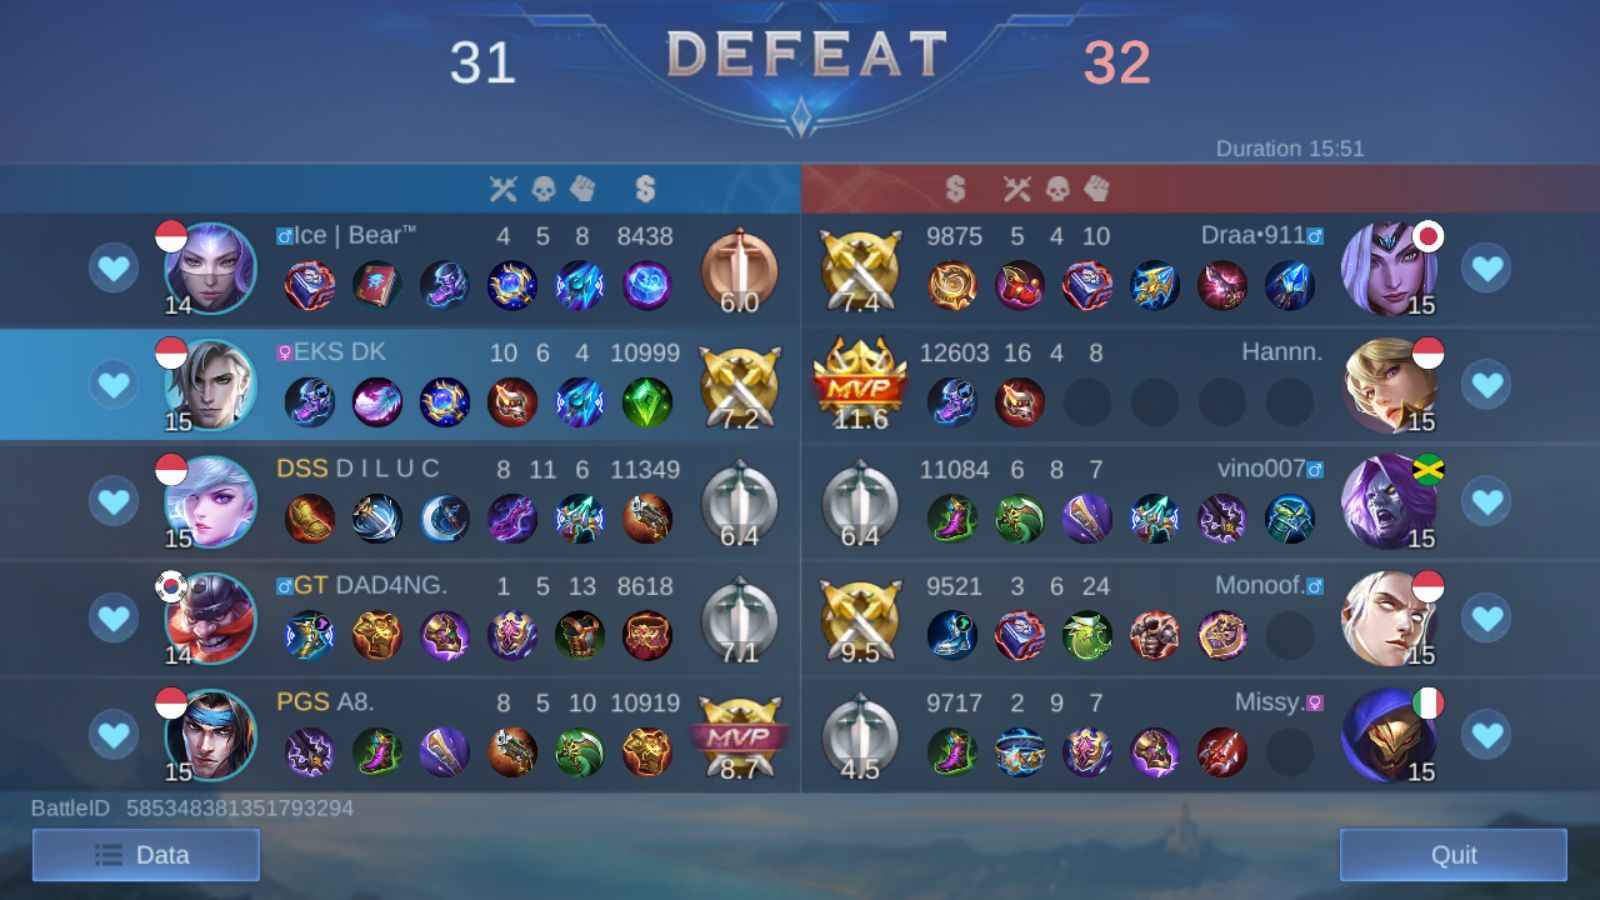 31 DEFEAT 32
Duration 15:51
Ice | Bear™ 4 5 8 8438
14 6.0
7.4 9875 5 4 10 Draa•911
15
EKS DK 10 6 4 10999
15 7.2
MVP 11.6 12603 16 4 8 Hannn.
15
DSS D I L U C 8 11 6 11349
15 6.4
6.4 11084 6 8 7 vino007
15
GT DAD4NG. 1 5 13 8618
14 7.1
9.5 9521 3 6 24 Monoof.
15
PGS A8. 8 5 10 10919
15 MVP 8.7
4.5 9717 2 9 7 Missy.
15
BattleID 585348381351793294
Data
Quit